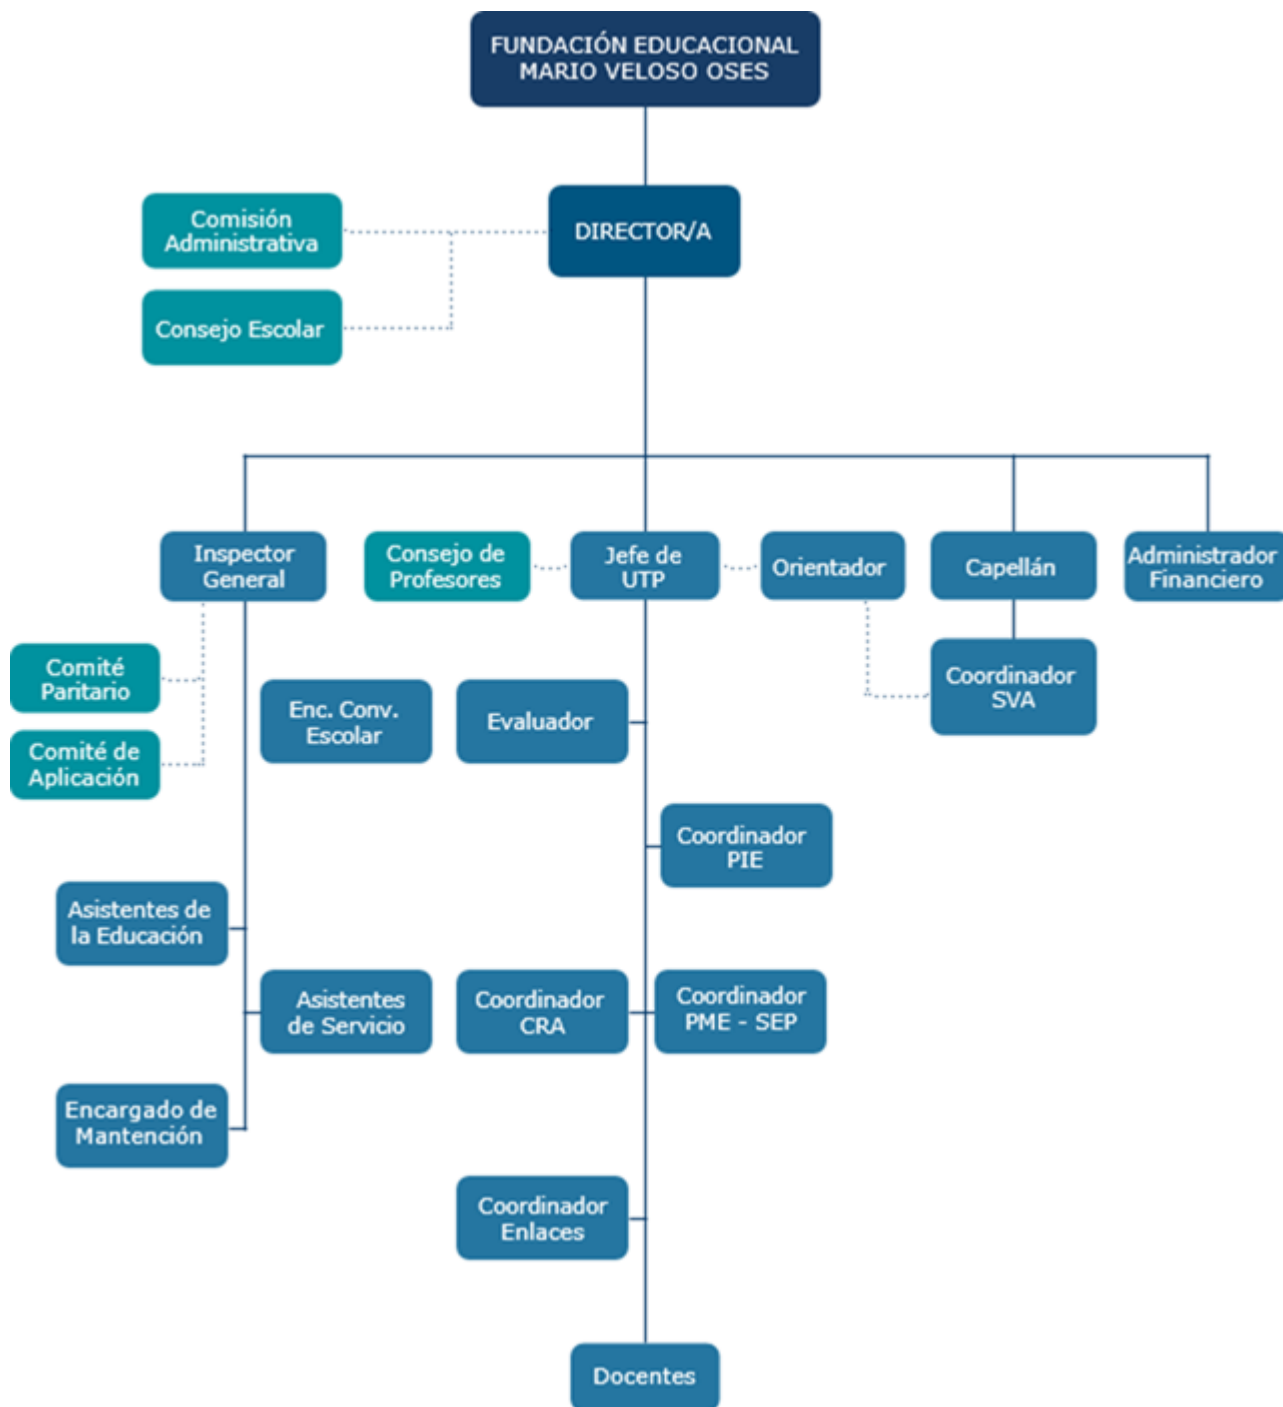 FUNDACIÓN EDUCACIONAL
MARIO VELOSO OSES
DIRECTOR/A
Comisión
Administrativa
Consejo Escolar
Inspector
General
Consejo de
Profesores
Jefe de
UTP
Orientador
Capellán
Administrador
Financiero
Comité
Paritario
Comité de
Aplicación
Enc. Conv.
Escolar
Evaluador
Coordinador
SVA
Coordinador
PIE
Asistentes de
la Educación
Asistentes
de Servicio
Coordinador
CRA
Coordinador
PME - SEP
Encargado de
Mantención
Coordinador
Enlaces
Docentes